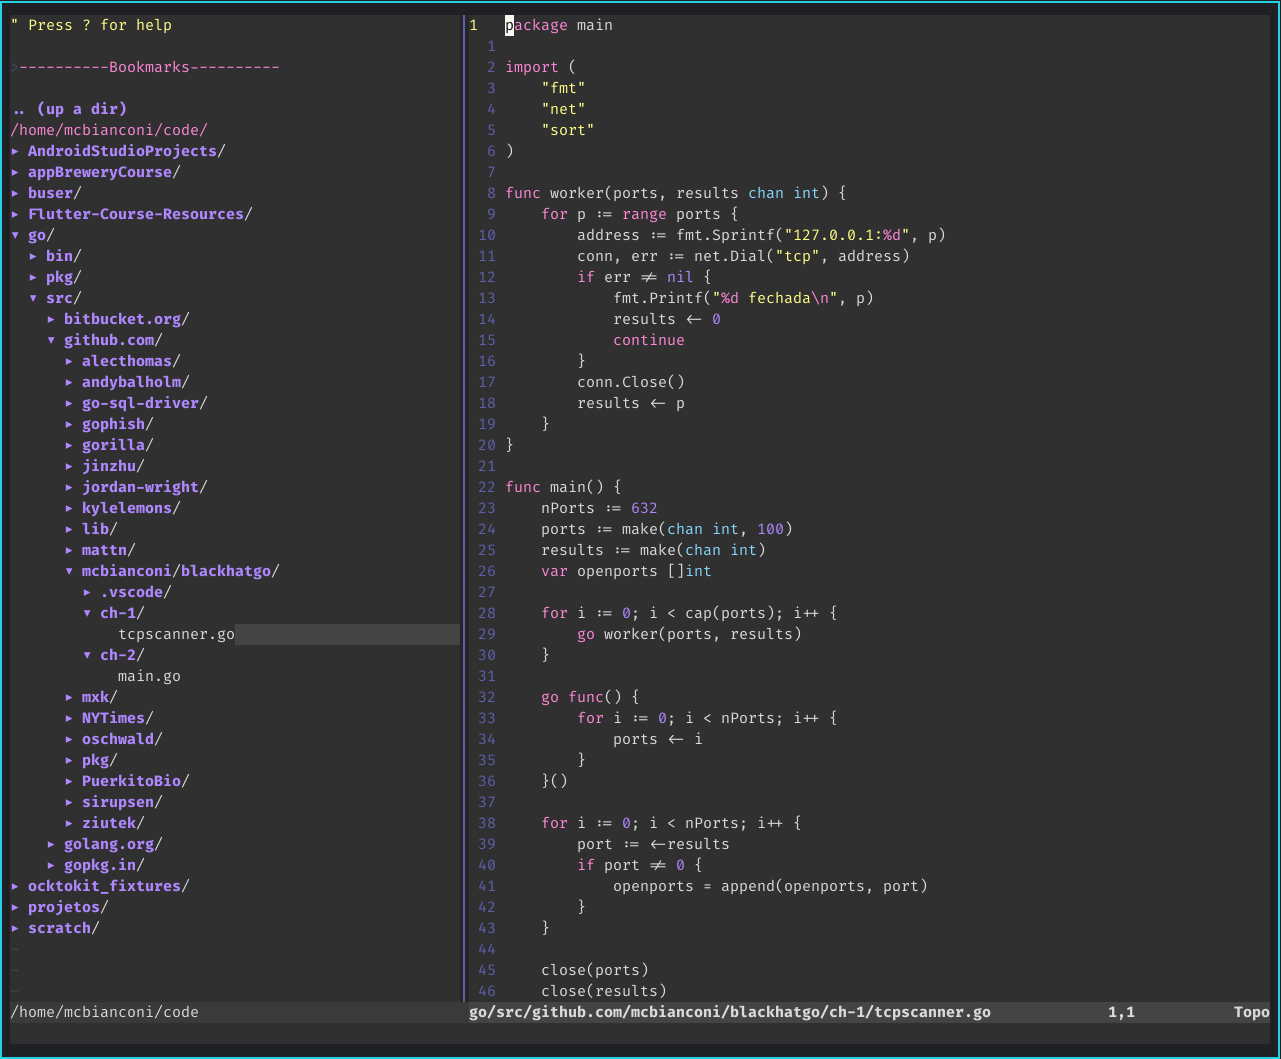 " Press ? for help
>----------Bookmarks----------
.. (up a dir)
/home/mcbianconi/code/
▸ AndroidStudioProjects/
▸ appBreweryCourse/
▸ buser/
▸ Flutter-Course-Resources/
▾ go/
▸ bin/
▸ pkg/
▾ src/
▸ bitbucket.org/
▾ github.com/
▸ alecthomas/
▸ andybalholm/
▸ go-sql-driver/
▸ gophish/
▸ gorilla/
▸ jinzhu/
▸ jordan-wright/
▸ kylelemons/
▸ lib/
▸ mattn/
▾ mcbianconi/blackhatgo/
▸ .vscode/
▾ ch-1/
tcpscanner.go
▾ ch-2/
main.go
▸ mxk/
▸ NYTimes/
▸ oschwald/
▸ pkg/
▸ PuerkitoBio/
▸ sirupsen/
▸ ziutek/
▸ golang.org/
▸ gopkg.in/
▸ ocktokit_fixtures/
▸ projetos/
▸ scratch/
~
~
~
/home/mcbianconi/code
1 package main
1
2 import (
3 "fmt"
4 "net"
5 "sort"
6 )
7
8 func worker(ports, results chan int) {
9 for p := range ports {
10 address := fmt.Sprintf("127.0.0.1:%d", p)
11 conn, err := net.Dial("tcp", address)
12 if err != nil {
13 fmt.Printf("%d fechada\n", p)
14 results <- 0
15 continue
16 }
17 conn.Close()
18 results <- p
19 }
20 }
21
22 func main() {
23 nPorts := 632
24 ports := make(chan int, 100)
25 results := make(chan int)
26 var openports []int
27
28 for i := 0; i < cap(ports); i++ {
29 go worker(ports, results)
30 }
31
32 go func() {
33 for i := 0; i < nPorts; i++ {
34 ports <- i
35 }
36 }()
37
38 for i := 0; i < nPorts; i++ {
39 port := <-results
40 if port != 0 {
41 openports = append(openports, port)
42 }
43 }
44
45 close(ports)
46 close(results)
go/src/github.com/mcbianconi/blackhatgo/ch-1/tcpscanner.go 1,1 Topo